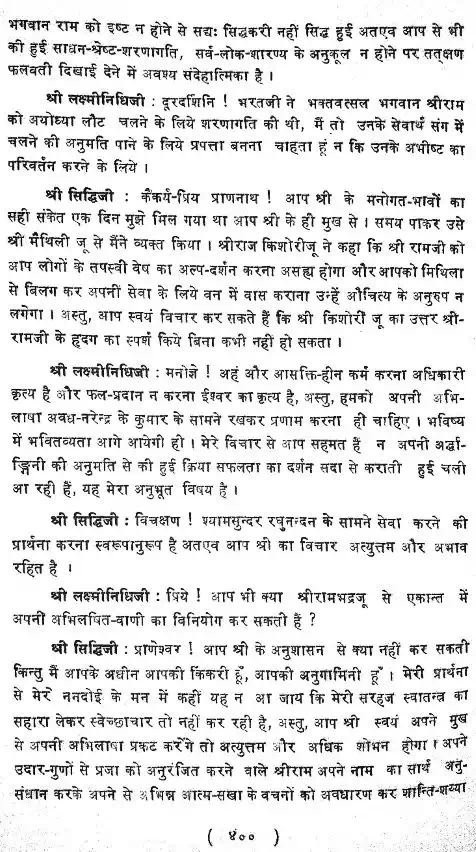 भगवान राम को इष्ट न होने से सद्यः सिद्धकरी नहीं सिद्ध हुई अतएव आप से भी
की हुई साधन-श्रेष्ट-शरणागति, सर्व-लोक-शारण्य के अनुकूल न होने पर तत्क्षण
फलवती दिखाई देने में अवश्य संदेहात्मिका है ।
श्री लक्ष्मीनिधिजी : दूरदर्शिनि ! भरतजी ने भक्तवत्सल भगवान श्रीराम
को अयोध्या लौट चलने के लिये शरणागति की थी, मैं तो उनके सेवार्थ संग में
चलने की अनुमति पाने के लिये प्रपत्ता बनना चाहता हूं न कि उनके अभीष्ट का
परिवर्तन करने के लिये ।
श्री सिद्धिजी : कैंकर्य-प्रिय प्राणनाथ ! आप श्री के मनोगत-भावों का
सही संकेत एक दिन मुझे मिल गया था आप श्री के ही मुख से । समय पाकर उसे
श्री मैथिली जू से मैंने व्यक्त किया । श्रीराज किशोरीजू ने कहा कि श्री रामजी को
आप लोगों के तपस्वी वेष का अल्प-दर्शन करना असह्य होगा और आपको मिथिला
से विलग कर अपनी सेवा के लिये वन में वास कराना उन्हें औचित्य के अनुरुप न
लगेगा । अस्तु, आप स्वयं विचार कर सकते हैं कि श्री किशोरी जू का उत्तर श्री-
रामजी के हृदग का स्पर्श किये बिना कभी नहीं हो सकता ।
श्री लक्ष्मीनिधिजी : मनोज्ञे ! अहं और आसक्ति-हीन कर्म करना अधिकारी
कृत्य है और फल-प्रदान न करना ईश्वर का कृत्य है, अस्तु, हमको अपनी अभि-
लाषा अवध-नरेन्द्र के कुमार के सामने रखकर प्रणाम करना ही चाहिए । भविष्य
में भवितव्यता आगे आयेगी ही । मेरे विचार से आप सहमत हैं न अपनी अर्द्धा-
ङ्गिनी की अनुमति से की हुई क्रिया सफलता का दर्शन सदा से कराती हुई चली
आ रही हैं, यह मेरा अनुभूत विषय है ।
श्री सिद्धिजी : विचक्षण ! श्यामसुन्दर रघुनन्दन के सामने सेवा करने की
प्रार्थना करना स्वरूपानुरूप है अतएव आप श्री का विचार अत्युत्तम और अभाव
रहित है ।
श्री लक्ष्मीनिधिजी : प्रिये ! आप भी क्या श्रीरामभद्रजू से एकान्त में
अपनी अभिलषित-वाणी का विनियोग कर सकती हैं ?
श्री सिद्धिजी : प्राणेश्वर ! आप श्री के अनुशासन से क्या नहीं कर सकती
किन्तु मैं आपके अधीन आपकी किंकरी हूँ, आपकी अनुगामिनी हूँ । मेरी प्रार्थना
से मेरे ननदोई के मन में कहीं यह न आ जाय कि मेरी सरहज स्वातन्त्र्य का
सहारा लेकर स्वेच्छाचार तो नहीं कर रही है, अस्तु, आप श्री स्वयं अपने मुख
से अपनी अभिलाषा प्रकट करेंगे तो अत्युत्तम और अधिक शोभन होगा । अपने
उदार-गुणों से प्रजा को अनुरंजित करने वाले श्रीराम अपने नाम का सार्थ अनु-
संधान करके अपने से अभिन्न आत्म-सखा के वचनों को अवधारण कर शान्ति-शय्या
( ४०० )